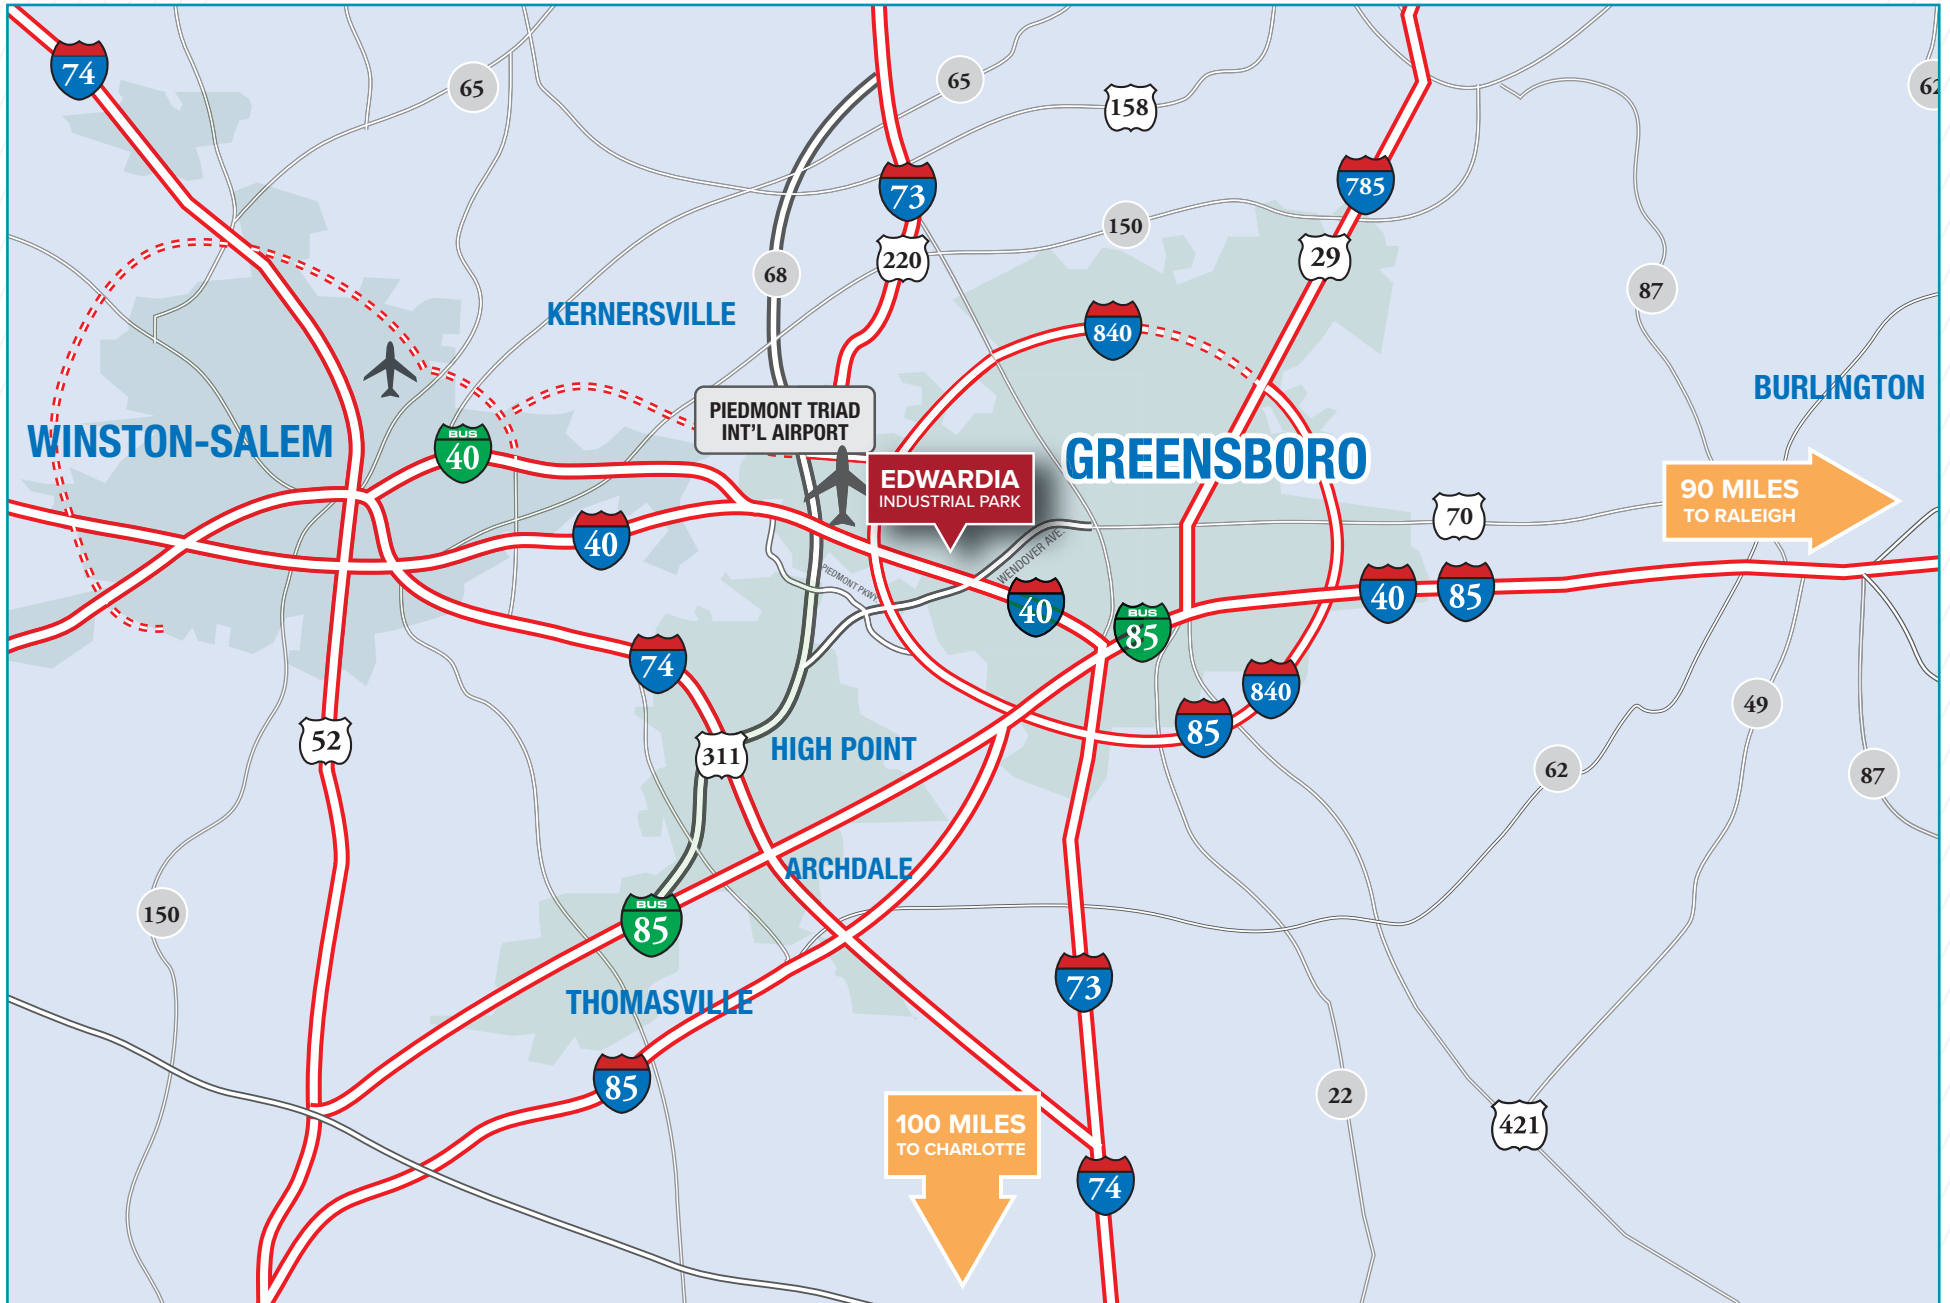 74
65
65
62
158
73
785
150
220
29
68
87
KERNERSVILLE
840
BURLINGTON
PIEDMONT TRIAD
INT'L AIRPORT
WINSTON-SALEM
BUS
40
GREENSBORO
EDWARDIA
INDUSTRIAL PARK
90 MILES
TO RALEIGH
70
40
WENDOVER AVE.
PIEDMONT PKWY
40
BUS
85
40
85
74
840
85
49
52
311
HIGH POINT
62
87
ARCHDALE
150
BUS
85
73
THOMASVILLE
85
22
100 MILES
TO CHARLOTTE
421
74